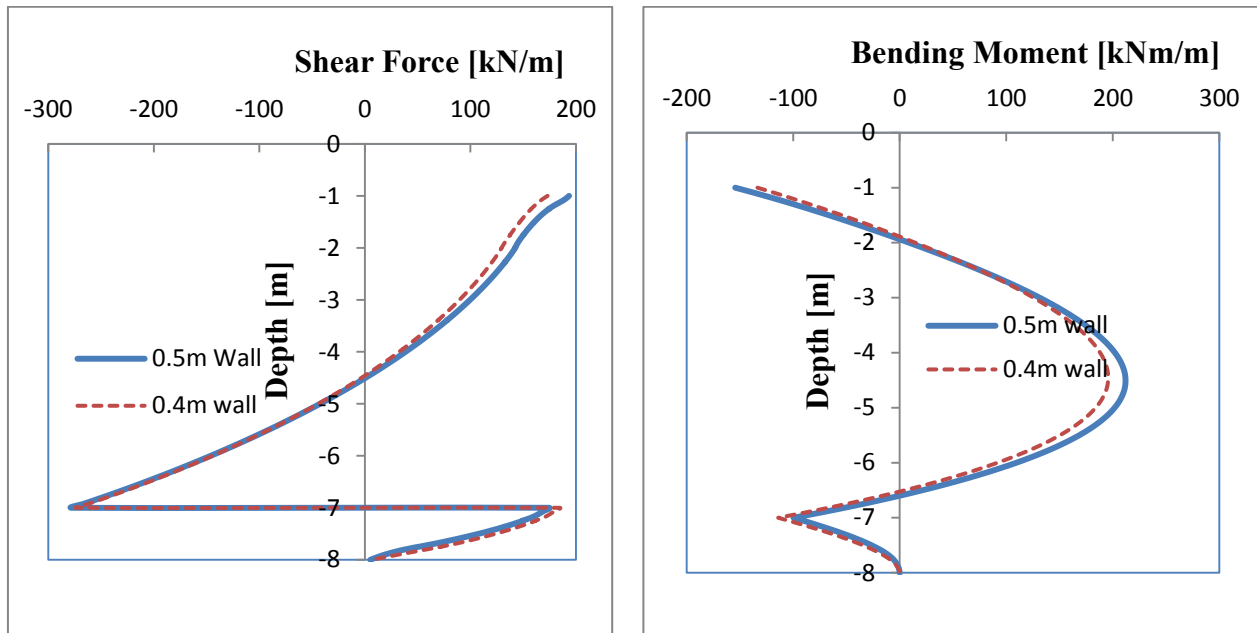 Shear Force [kN/m]
-300 -200 -100 0 100 200
0
-1
-2
-3
-4
-5
-6
-7
-8
Depth [m]
0.5m Wall
0.4m wall
Bending Moment [kNm/m]
-200 -100 0 100 200 300
0
-1
-2
-3
-4
-5
-6
-7
-8
Depth [m]
0.5m wall
0.4m wall